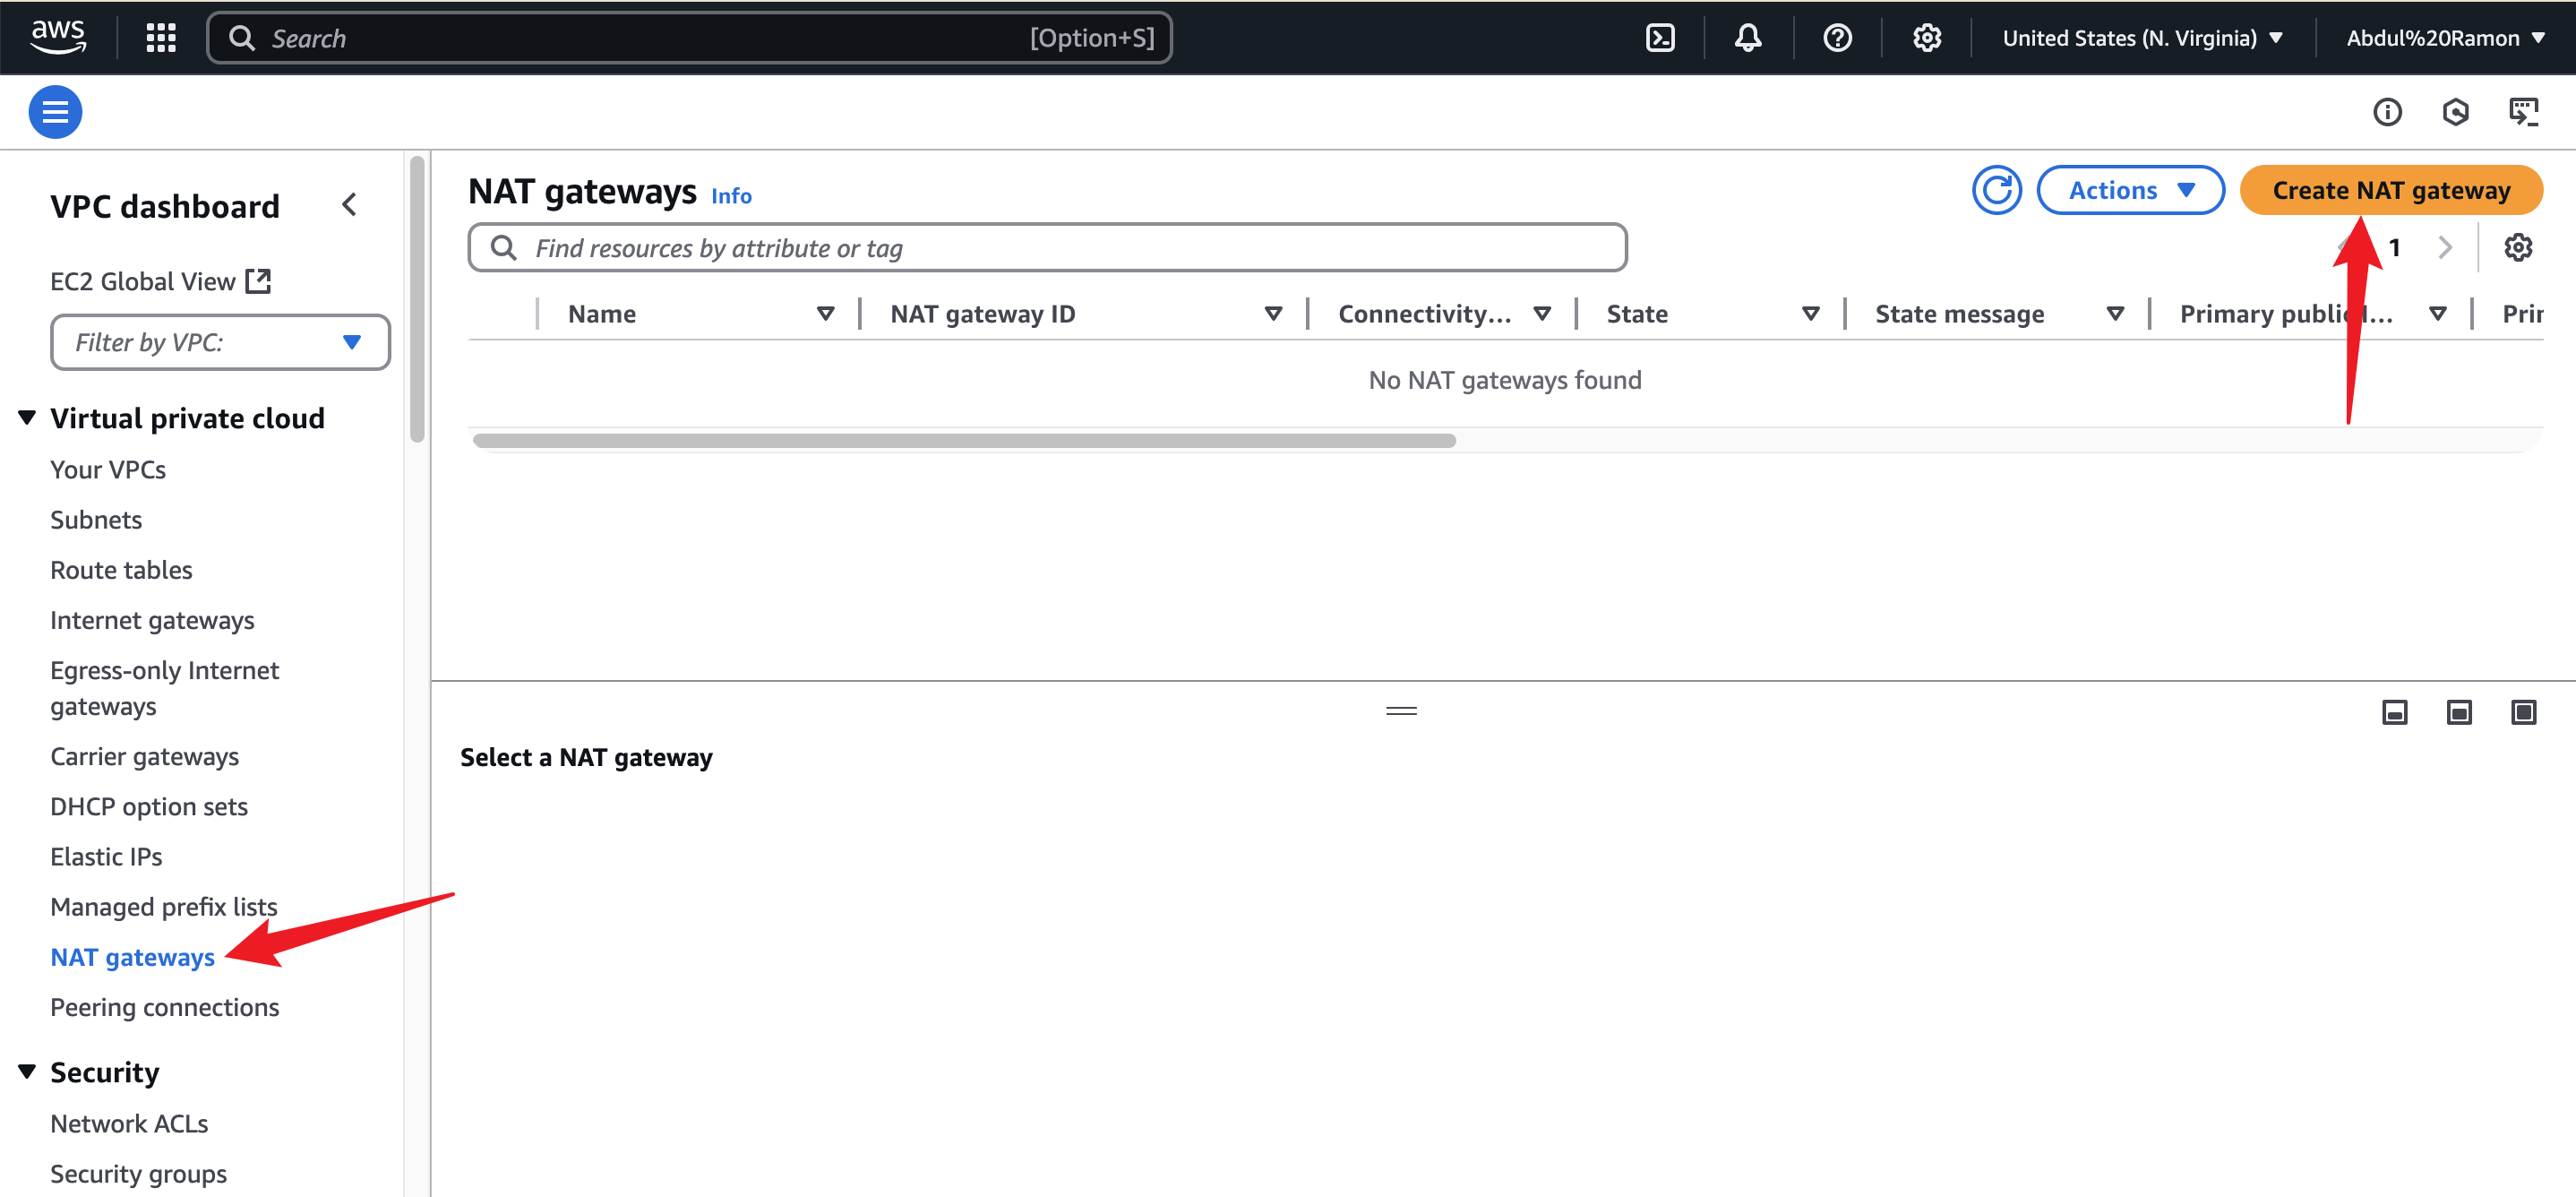 aws
Search [Option+S]
United States (N. Virginia)
Abdul%20Ramon
VPC dashboard
EC2 Global View
Filter by VPC:
Virtual private cloud
Your VPCs
Subnets
Route tables
Internet gateways
Egress-only Internet
gateways
Carrier gateways
DHCP option sets
Elastic IPs
Managed prefix lists
NAT gateways
Peering connections
Security
Network ACLs
Security groups
NAT gateways Info
Actions
Create NAT gateway
Find resources by attribute or tag
1
Name NAT gateway ID Connectivity... State State message Primary public I... Prir
No NAT gateways found
Select a NAT gateway